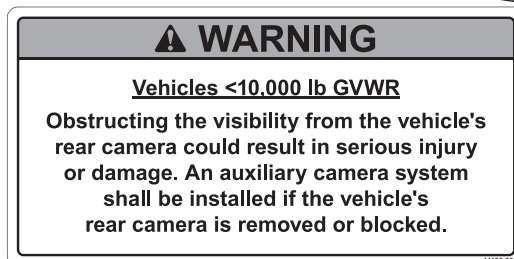 WARNING
Vehicles <10,000 lb GVWR
Obstructing the visibility from the vehicle's
rear camera could result in serious injury
or damage. An auxiliary camera system
shall be installed if the vehicle's
rear camera is removed or blocked.